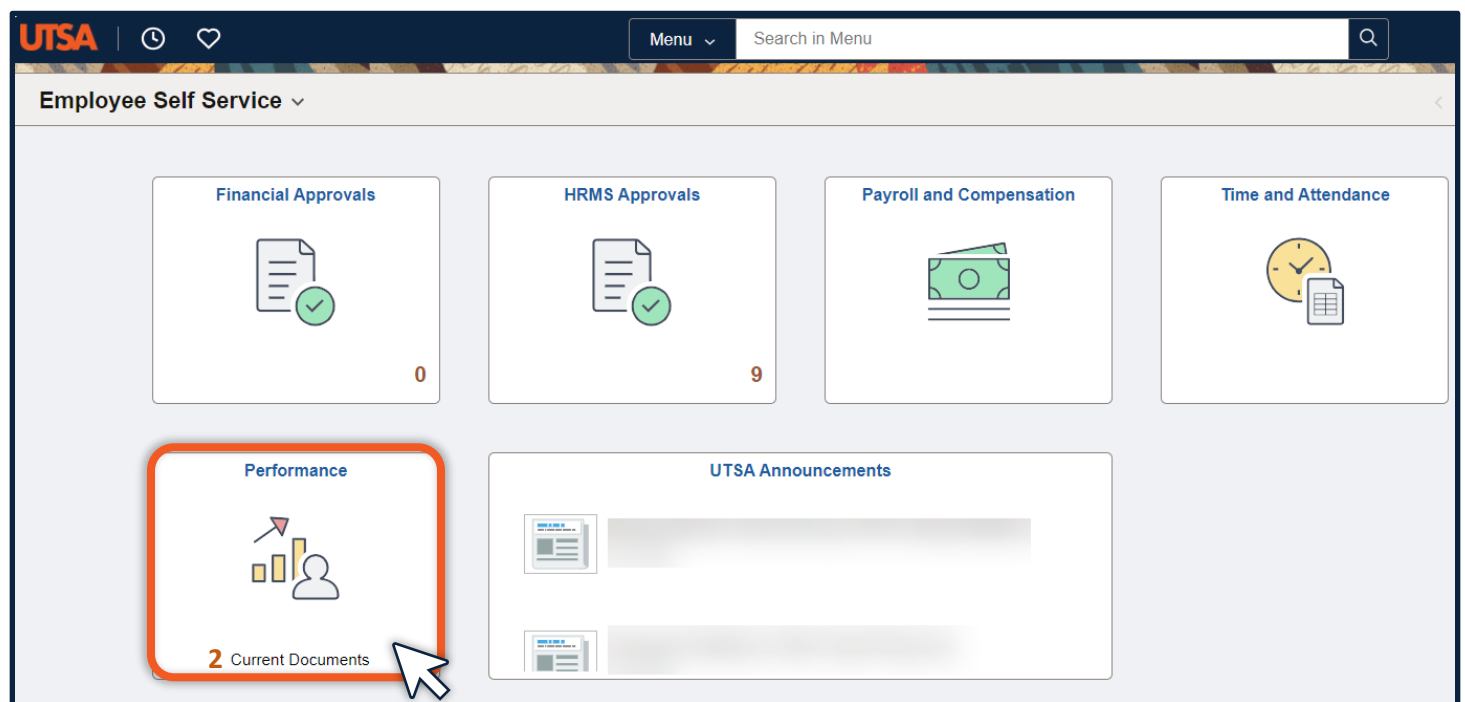 UTSA
Menu
Search in Menu
Employee Self Service
Financial Approvals
HRMS Approvals
Payroll and Compensation
Time and Attendance
0
9
Performance
UTSA Announcements
2 Current Documents